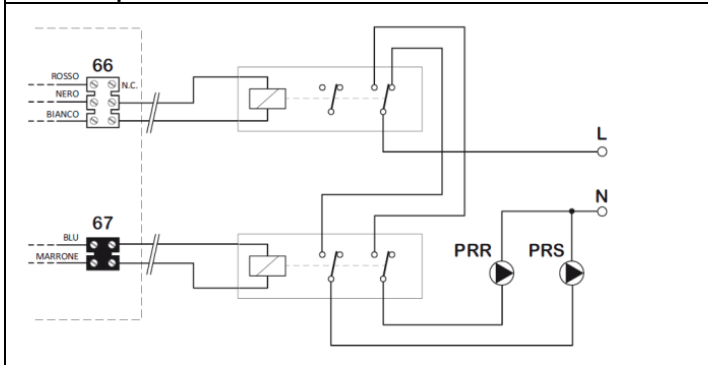 66
ROSSO
N.C.
NERO
BIANCO
L
N
67
BLU
MARRONE
PRR
PRS